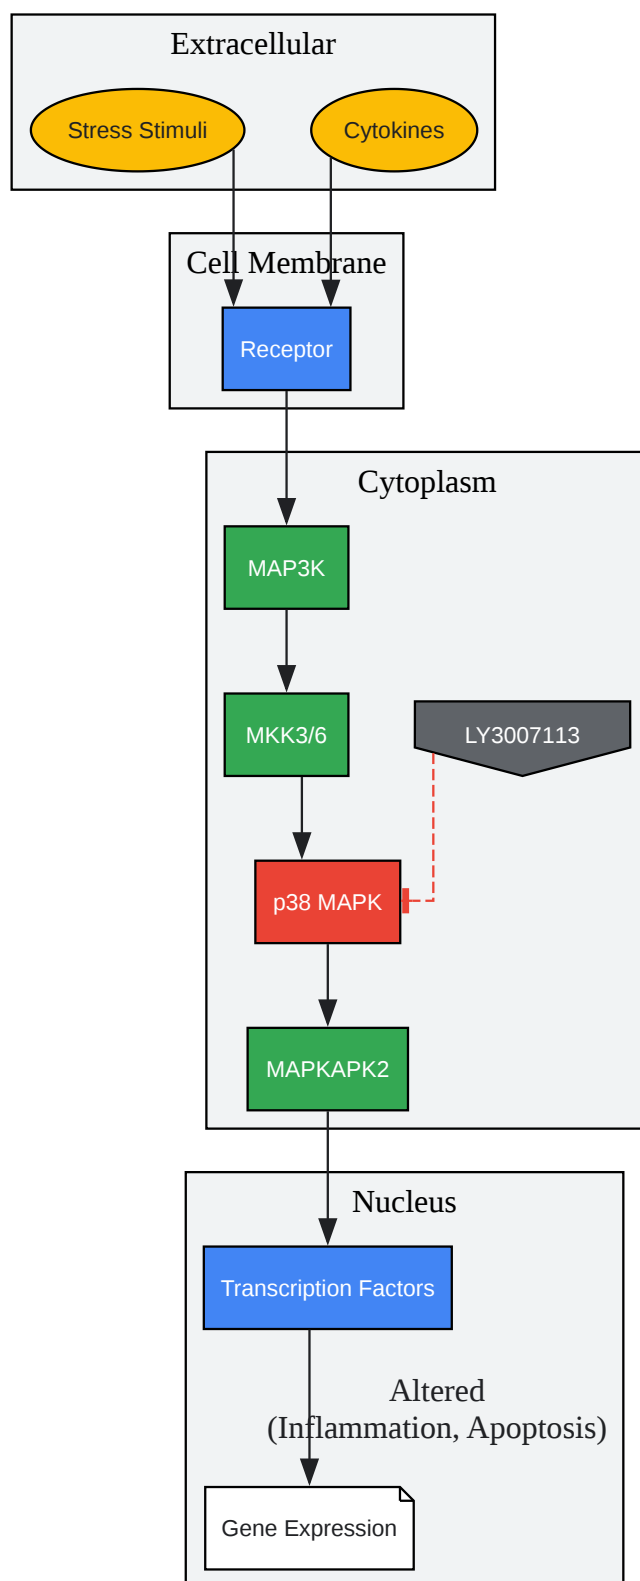 Extracellular
Stress Stimuli
Cytokines
Cell Membrane
Receptor
Cytoplasm
MAP3K
MKK3/6
LY3007113
p38 MAPK
MAPKAPK2
Nucleus
Transcription Factors
Altered
(Inflammation, Apoptosis)
Gene Expression